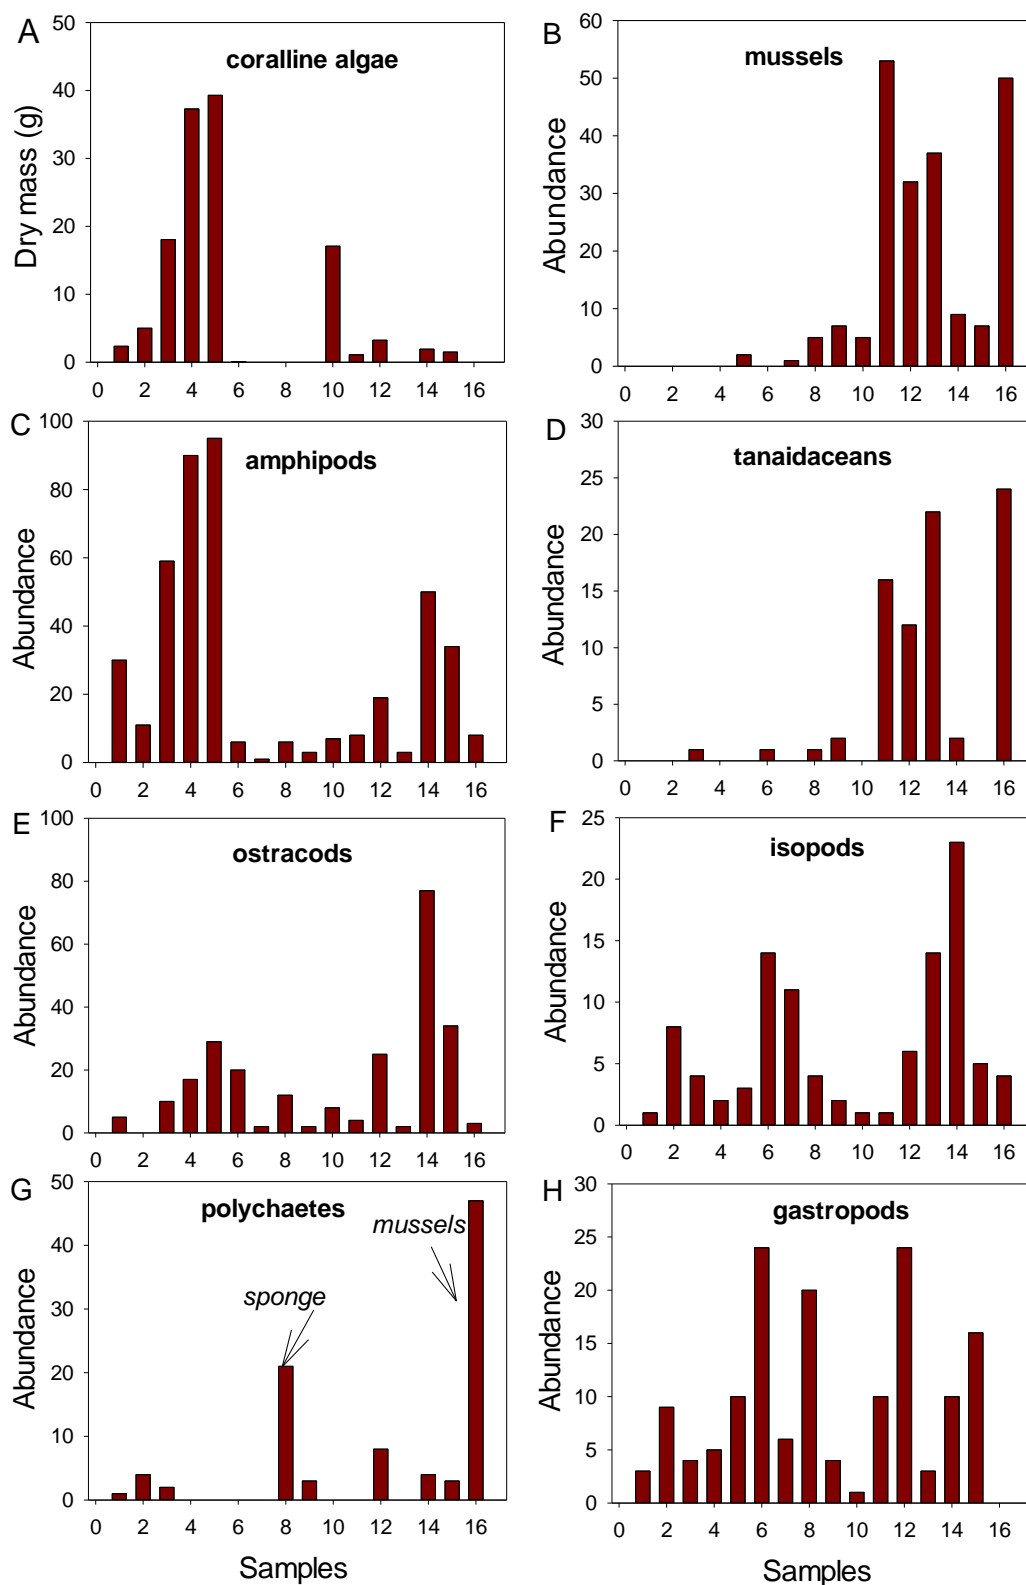 A
coralline algae
Dry mass (g)
50
40
30
20
10
0
0 2 4 6 8 10 12 14 16
B
mussels
Abundance
60
50
40
30
20
10
0
0 2 4 6 8 10 12 14 16
C
amphipods
Abundance
100
80
60
40
20
0
0 2 4 6 8 10 12 14 16
D
tanaidaceans
Abundance
30
25
20
15
10
5
0
0 2 4 6 8 10 12 14 16
E
ostracods
Abundance
100
80
60
40
20
0
0 2 4 6 8 10 12 14 16
F
isopods
Abundance
25
20
15
10
5
0
0 2 4 6 8 10 12 14 16
G
polychaetes
mussels
sponge
Abundance
50
40
30
20
10
0
0 2 4 6 8 10 12 14 16
Samples
H
gastropods
Abundance
30
25
20
15
10
5
0
0 2 4 6 8 10 12 14 16
Samples